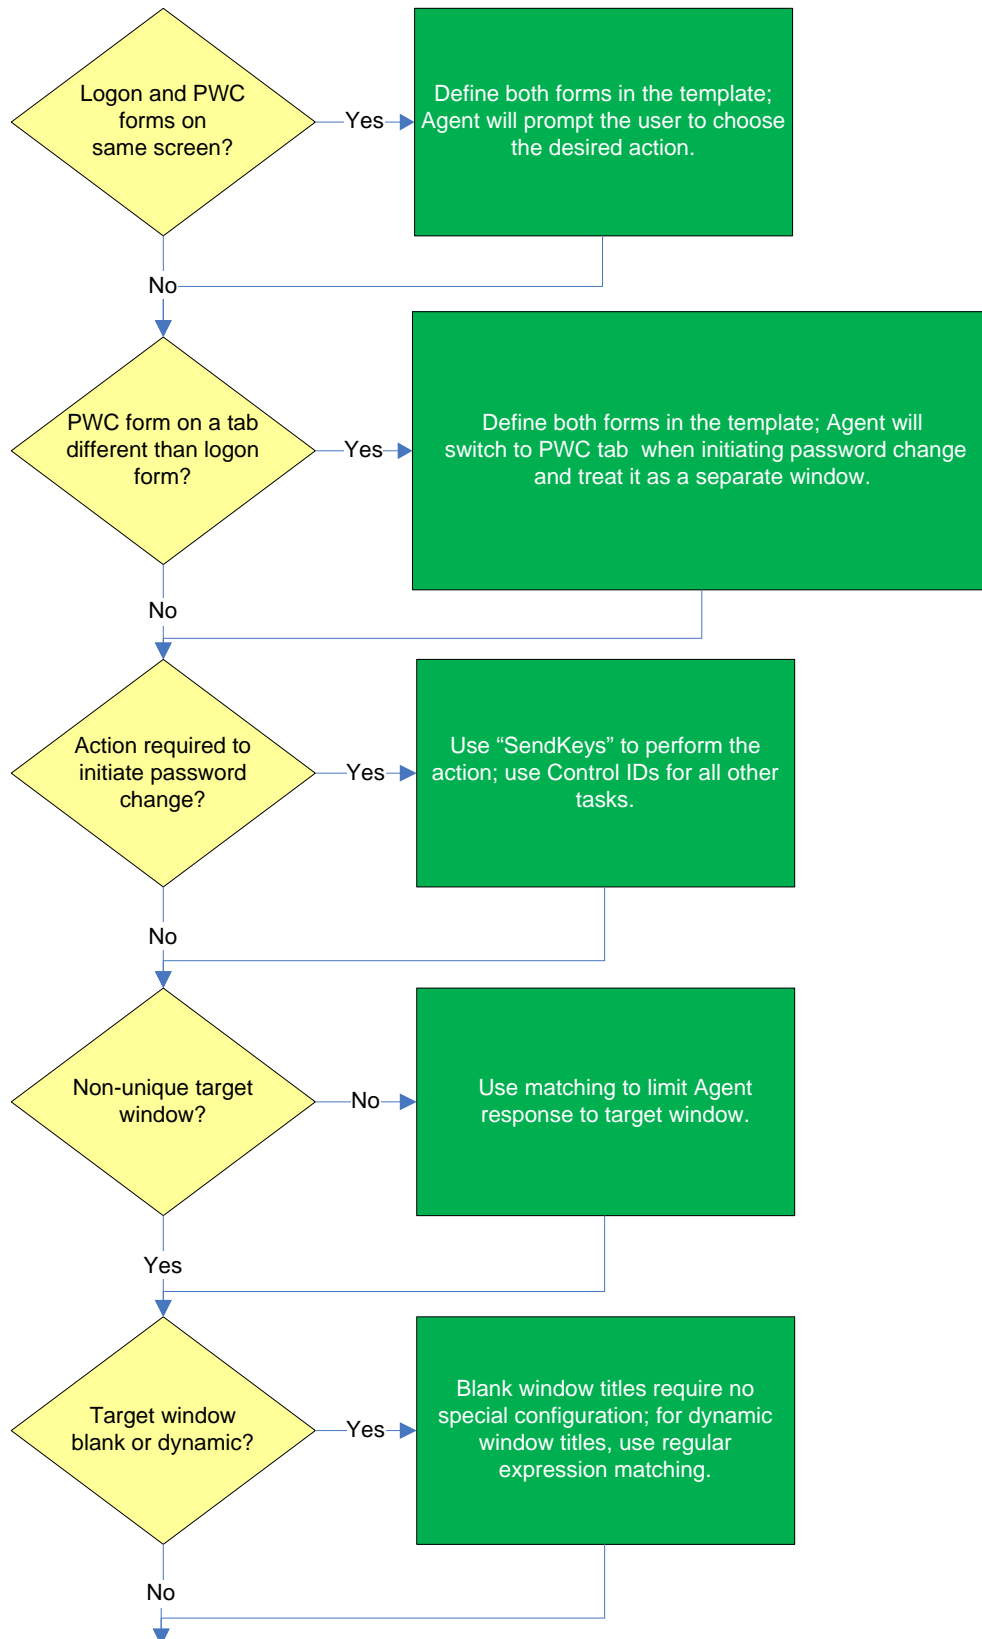 Logon and PWC
forms on
same screen?
Yes
Define both forms in the template;
Agent will prompt the user to choose
the desired action.
No
PWC form on a tab
different than logon
form?
Yes
Define both forms in the template; Agent will
switch to PWC tab  when initiating password change
and treat it as a separate window.
No
Action required to
initiate password
change?
Yes
Use “SendKeys” to perform the
action; use Control IDs for all other
tasks.
No
Non-unique target
window?
No
Use matching to limit Agent
response to target window.
Yes
Target window
blank or dynamic?
Yes
Blank window titles require no
special configuration; for dynamic
window titles, use regular
expression matching.
No